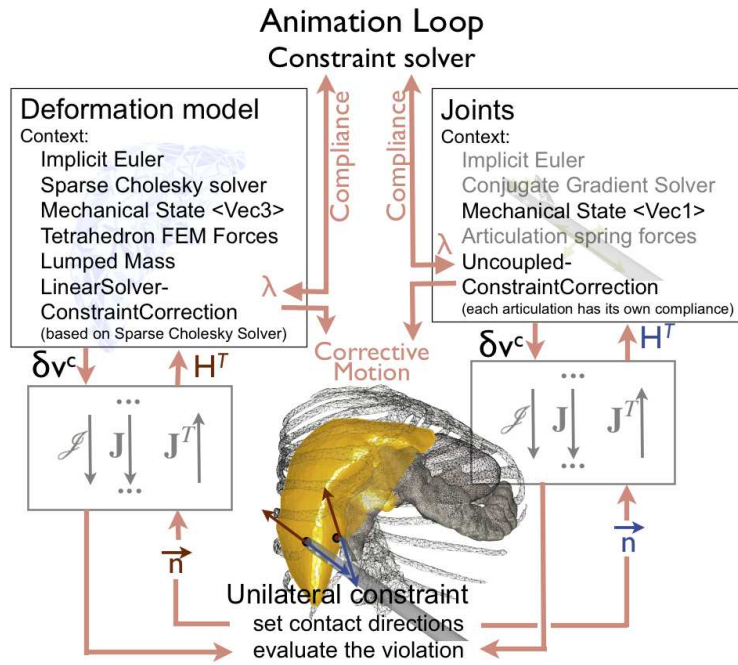 Animation Loop
Constraint solver
Deformation model
Context:
Implicit Euler
Sparse Cholesky solver
Mechanical State <Vec3>
Tetrahedron FEM Forces
Lumped Mass
LinearSolver-
ConstraintCorrection
(based on Sparse Cholesky Solver)
Compliance
λ
Compliance
λ
Joints
Context:
Implicit Euler
Conjugate Gradient Solver
Mechanical State <Vec1>
Articulation spring forces
Uncoupled-
ConstraintCorrection
(each articulation has its own compliance)
Corrective
Motion
δvᶜ
Hᵀ
...
𝒥 J Jᵀ
...
n
δvᶜ
Hᵀ
...
𝒥 J Jᵀ
...
n
Unilateral constraint
set contact directions
evaluate the violation